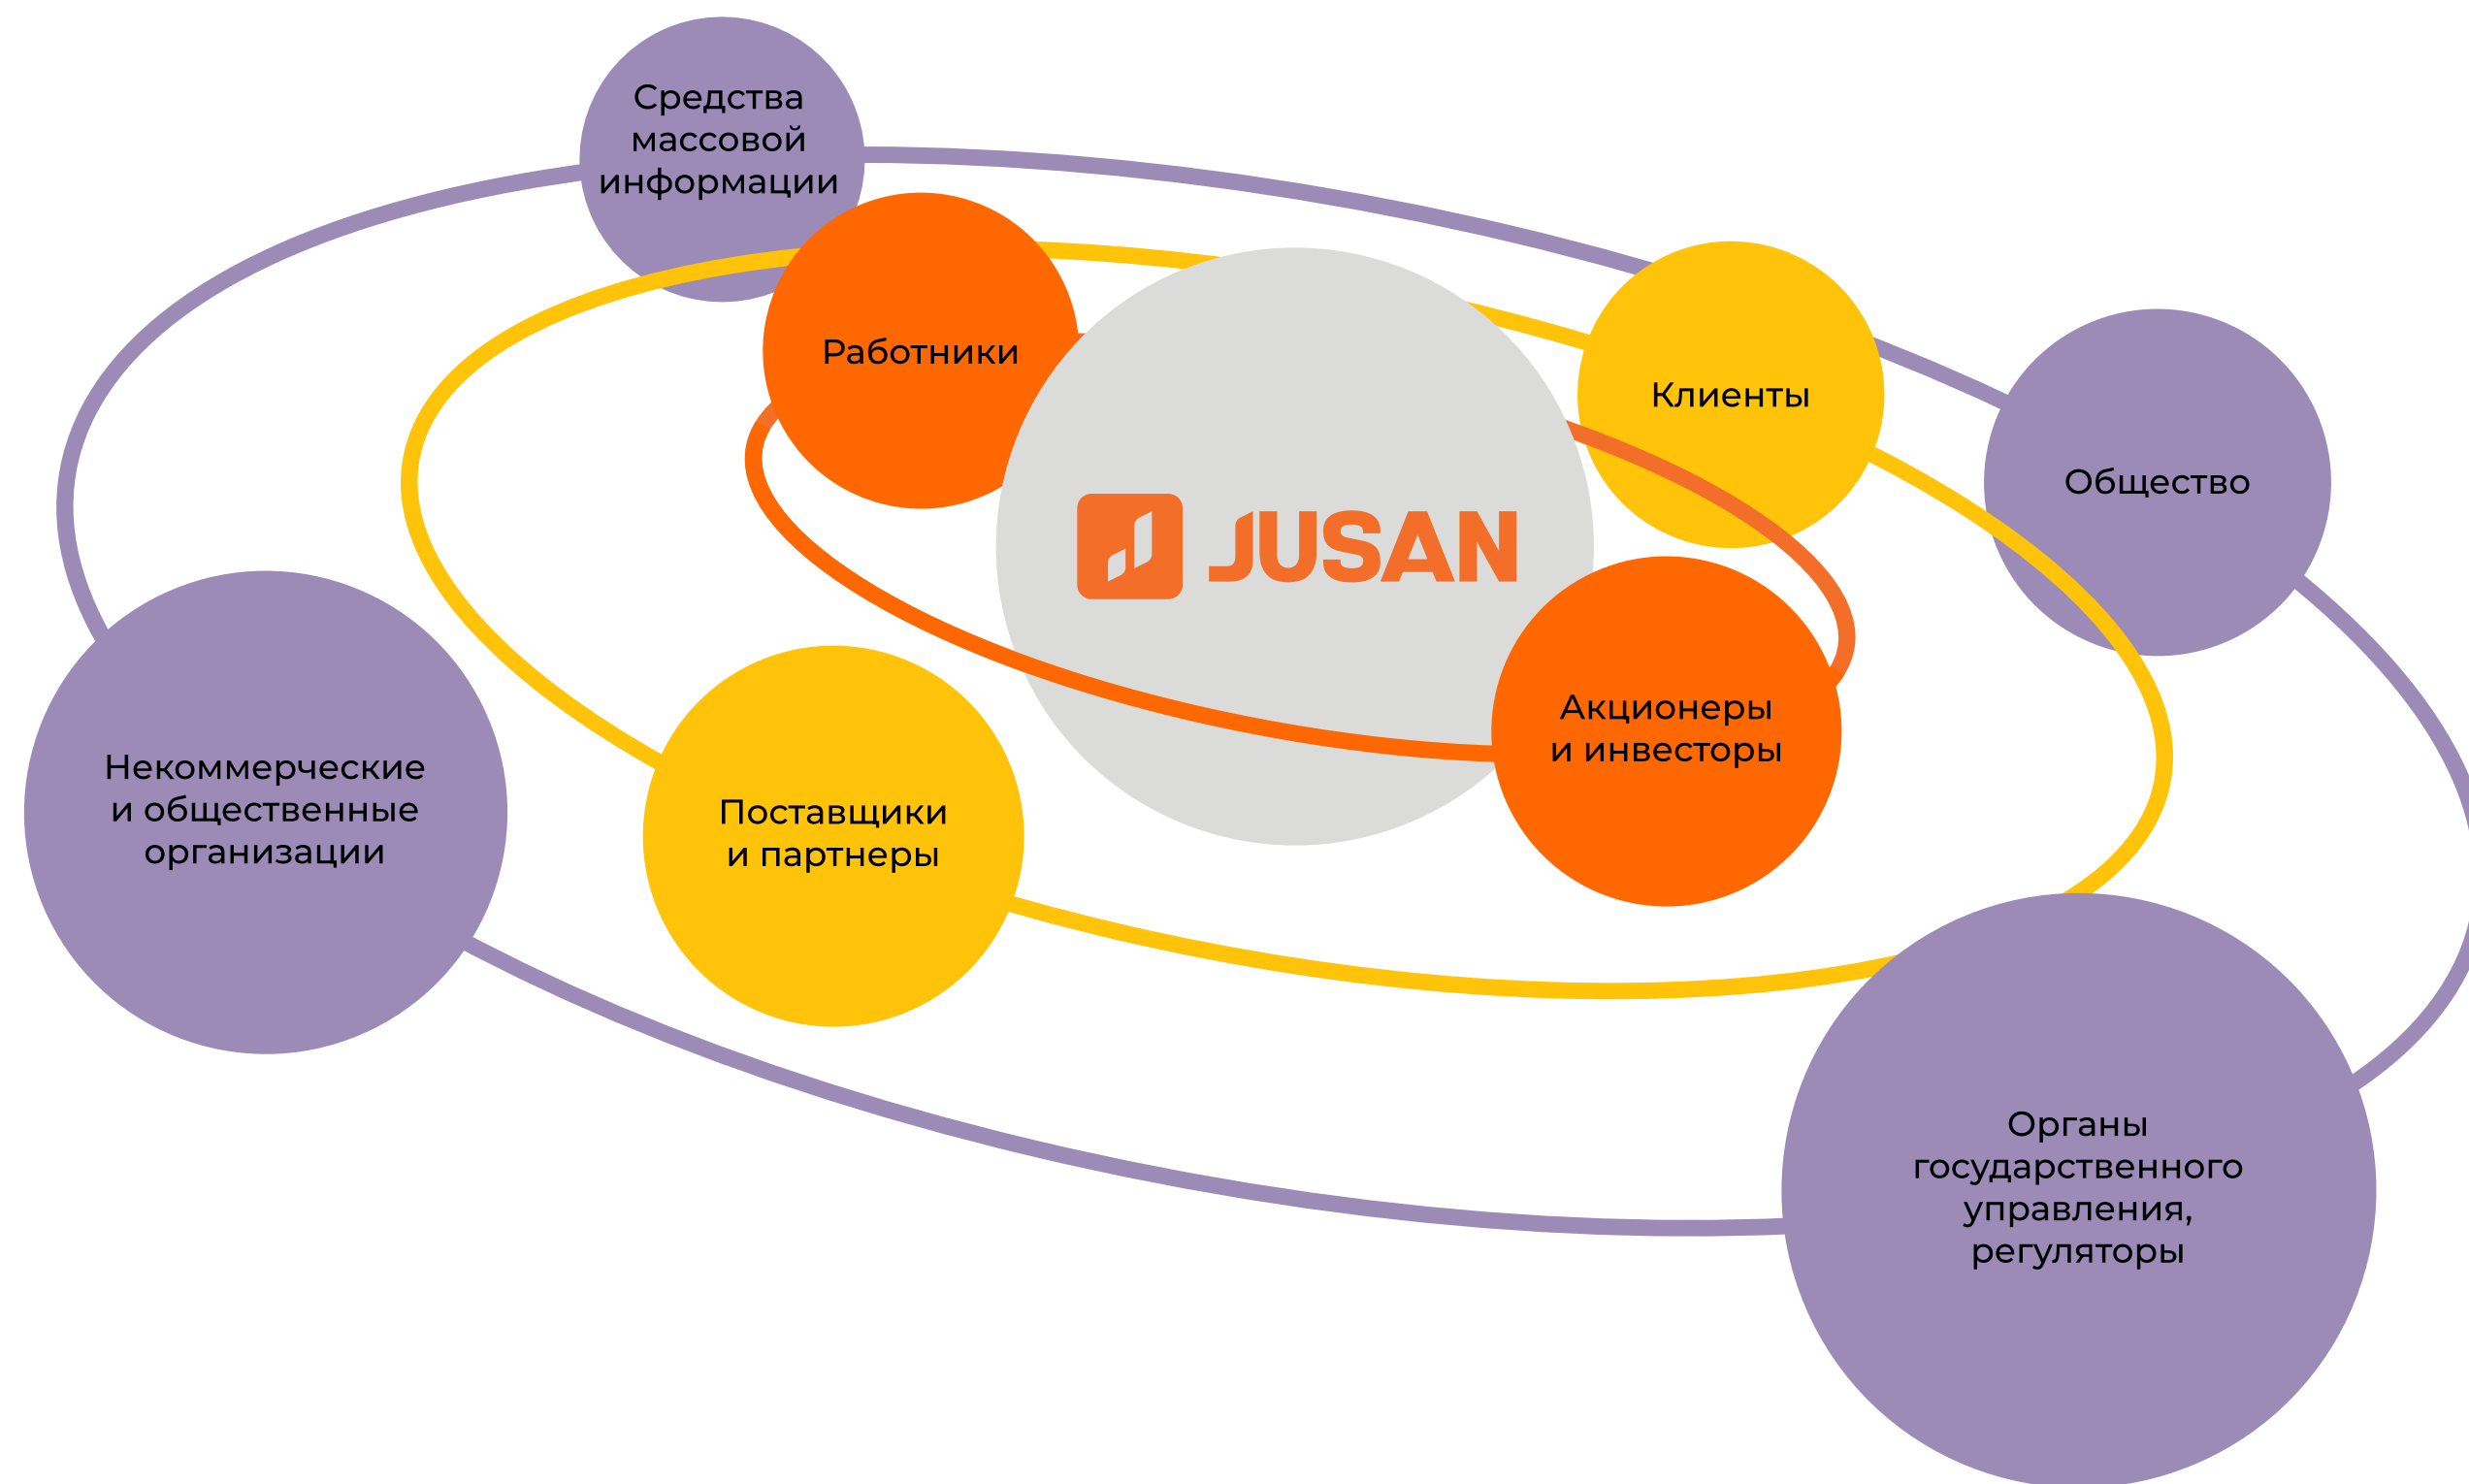 Средства
массовой
информации
Работники
Клиенты
Общество
JUSAN
Акционеры
и инвесторы
Некоммерческие
и общественные
организации
Поставщики
и партнеры
Органы
государственного
управления,
регуляторы